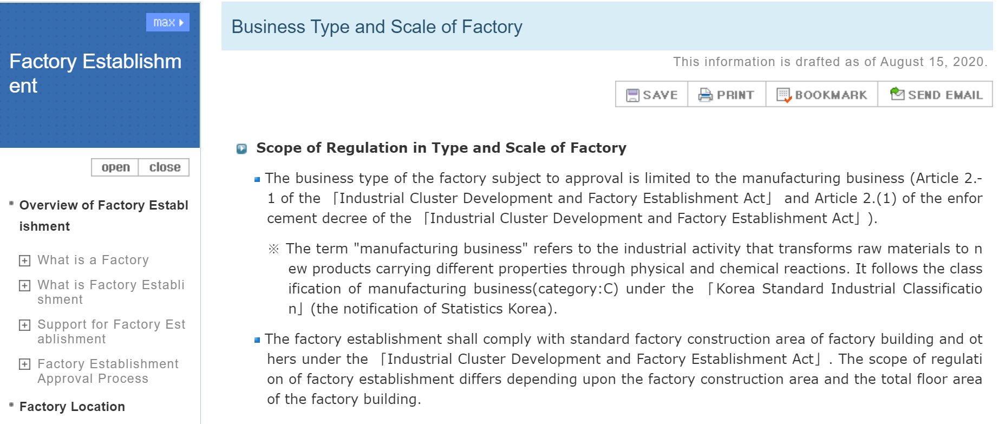 max
Factory Establishm
ent
open close
Overview of Factory Establ
ishment
What is a Factory
What is Factory Establi
shment
Support for Factory Est
ablishment
Factory Establishment
Approval Process
Factory Location
Business Type and Scale of Factory
This information is drafted as of August 15, 2020.
SAVE PRINT BOOKMARK SEND EMAIL
Scope of Regulation in Type and Scale of Factory
The business type of the factory subject to approval is limited to the manufacturing business (Article 2.-
1 of the 「Industrial Cluster Development and Factory Establishment Act」 and Article 2.(1) of the enfor
cement decree of the 「Industrial Cluster Development and Factory Establishment Act」).
※ The term "manufacturing business" refers to the industrial activity that transforms raw materials to n
ew products carrying different properties through physical and chemical reactions. It follows the class
ification of manufacturing business(category:C) under the 「Korea Standard Industrial Classificatio
n」(the notification of Statistics Korea).
The factory establishment shall comply with standard factory construction area of factory building and ot
hers under the 「Industrial Cluster Development and Factory Establishment Act」. The scope of regulati
on of factory establishment differs depending upon the factory construction area and the total floor area
of the factory building.